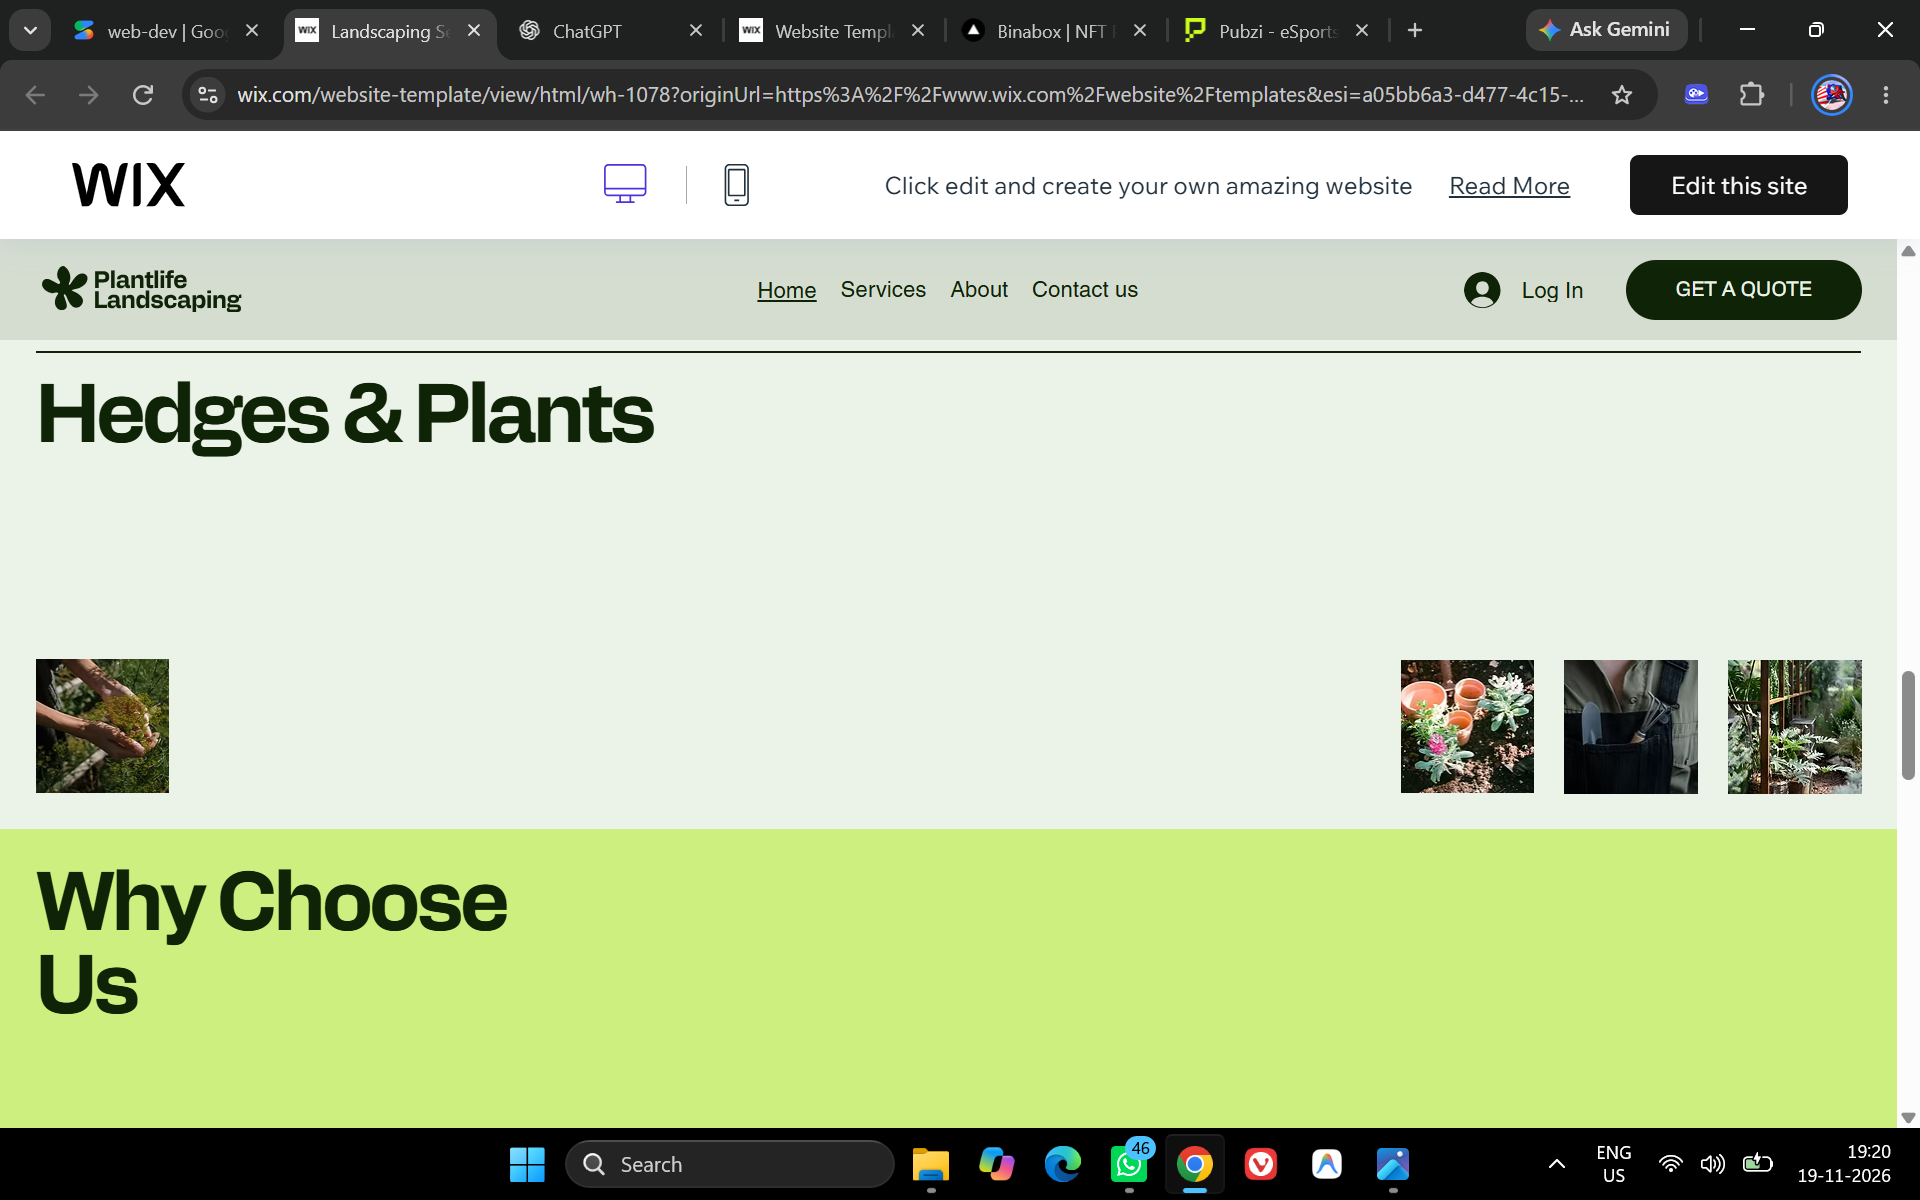 web-dev | Goo
Landscaping Se
ChatGPT
Website Templ
Binabox | NFT
Pubzi - eSports
Ask Gemini
wix.com/website-template/view/html/wh-1078?originUrl=https%3A%2F%2Fwww.wix.com%2Fwebsite%2Ftemplates&esi=a05bb6a3-d477-4c15-...
WIX
Click edit and create your own amazing website
Read More
Edit this site
Plantlife
Landscaping
Home
Services
About
Contact us
Log In
GET A QUOTE
Hedges & Plants
Why Choose
Us
Search
46
ENG
US
19:20
19-11-2026